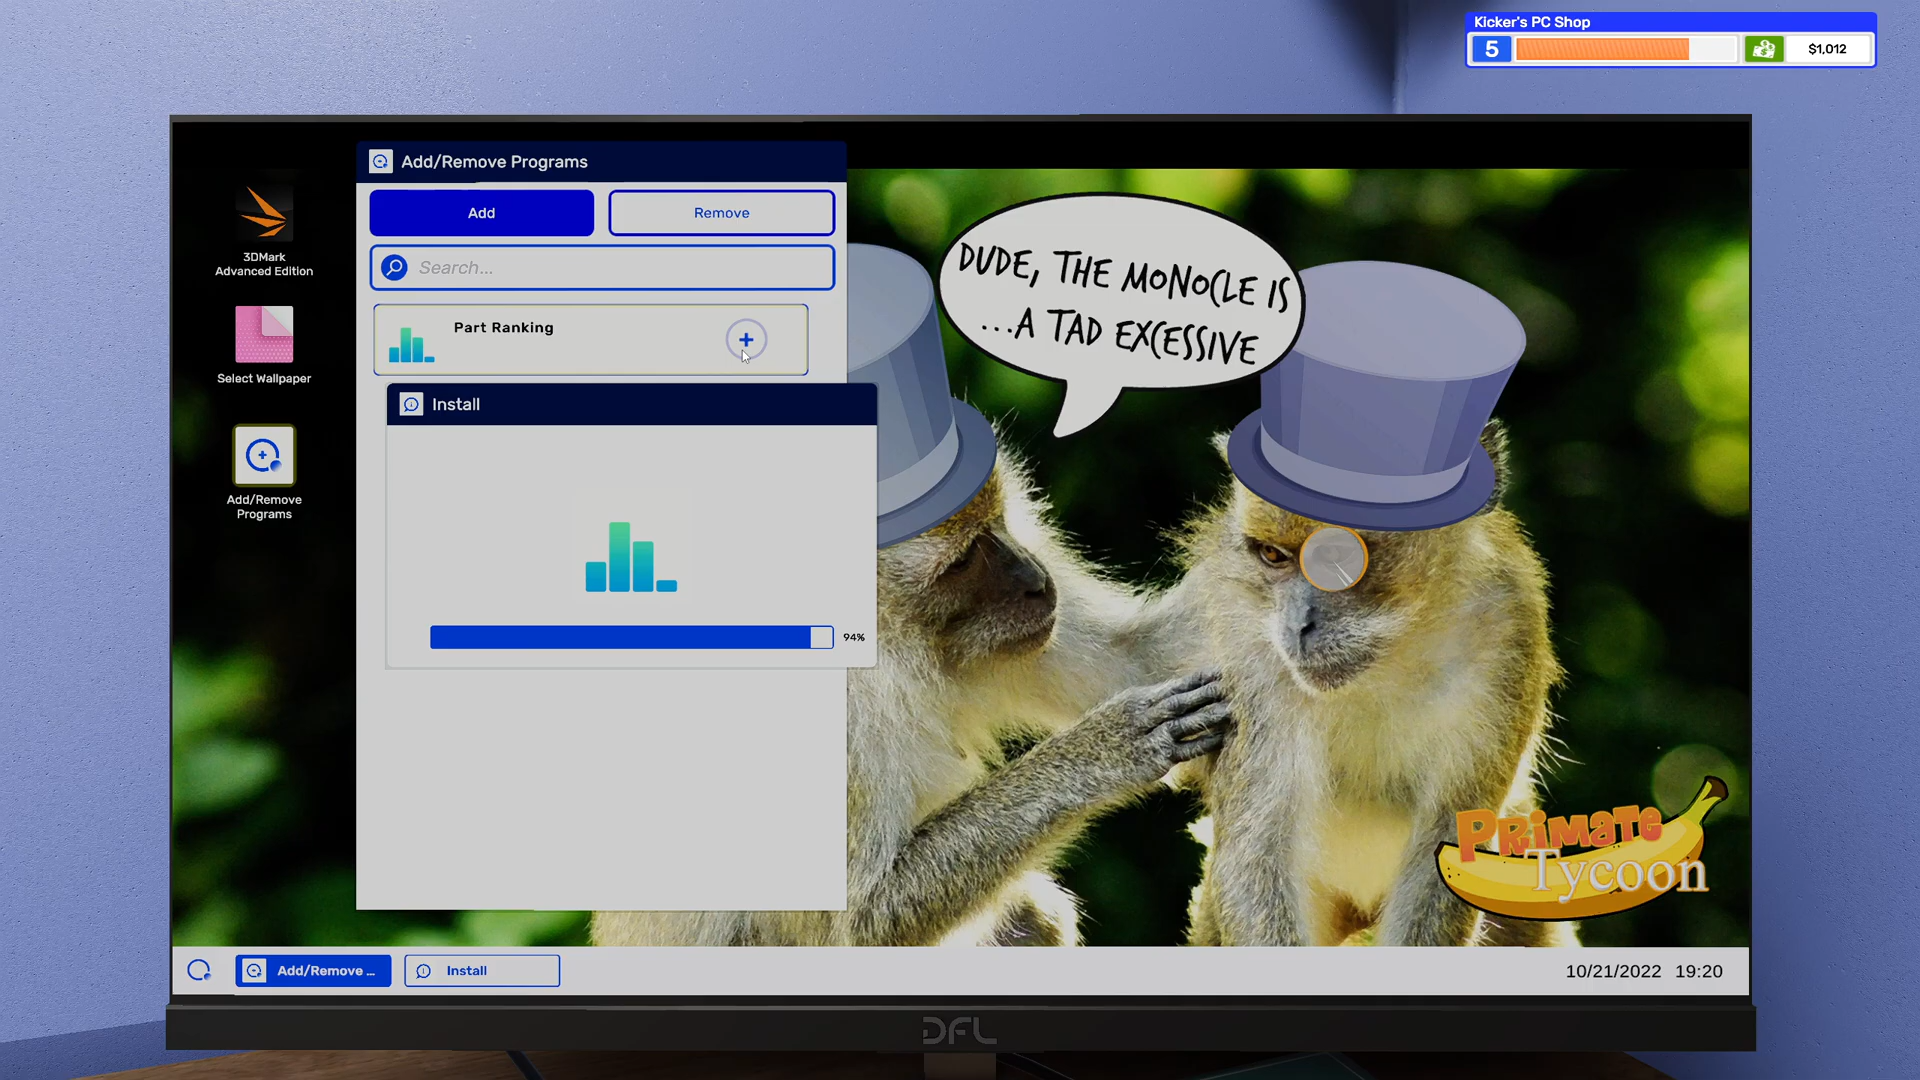 Kicker's PC Shop
5
$1,012
Add/Remove Programs
Add
Remove
Search...
Part Ranking
Install
94%
3DMark
Advanced Edition
Select Wallpaper
Add/Remove
Programs
DUDE, THE MONOCLE IS
...A TAD EXCESSIVE
PRiMATE
Tycoon
Add/Remove ...
Install
10/21/2022 19:20
DFL